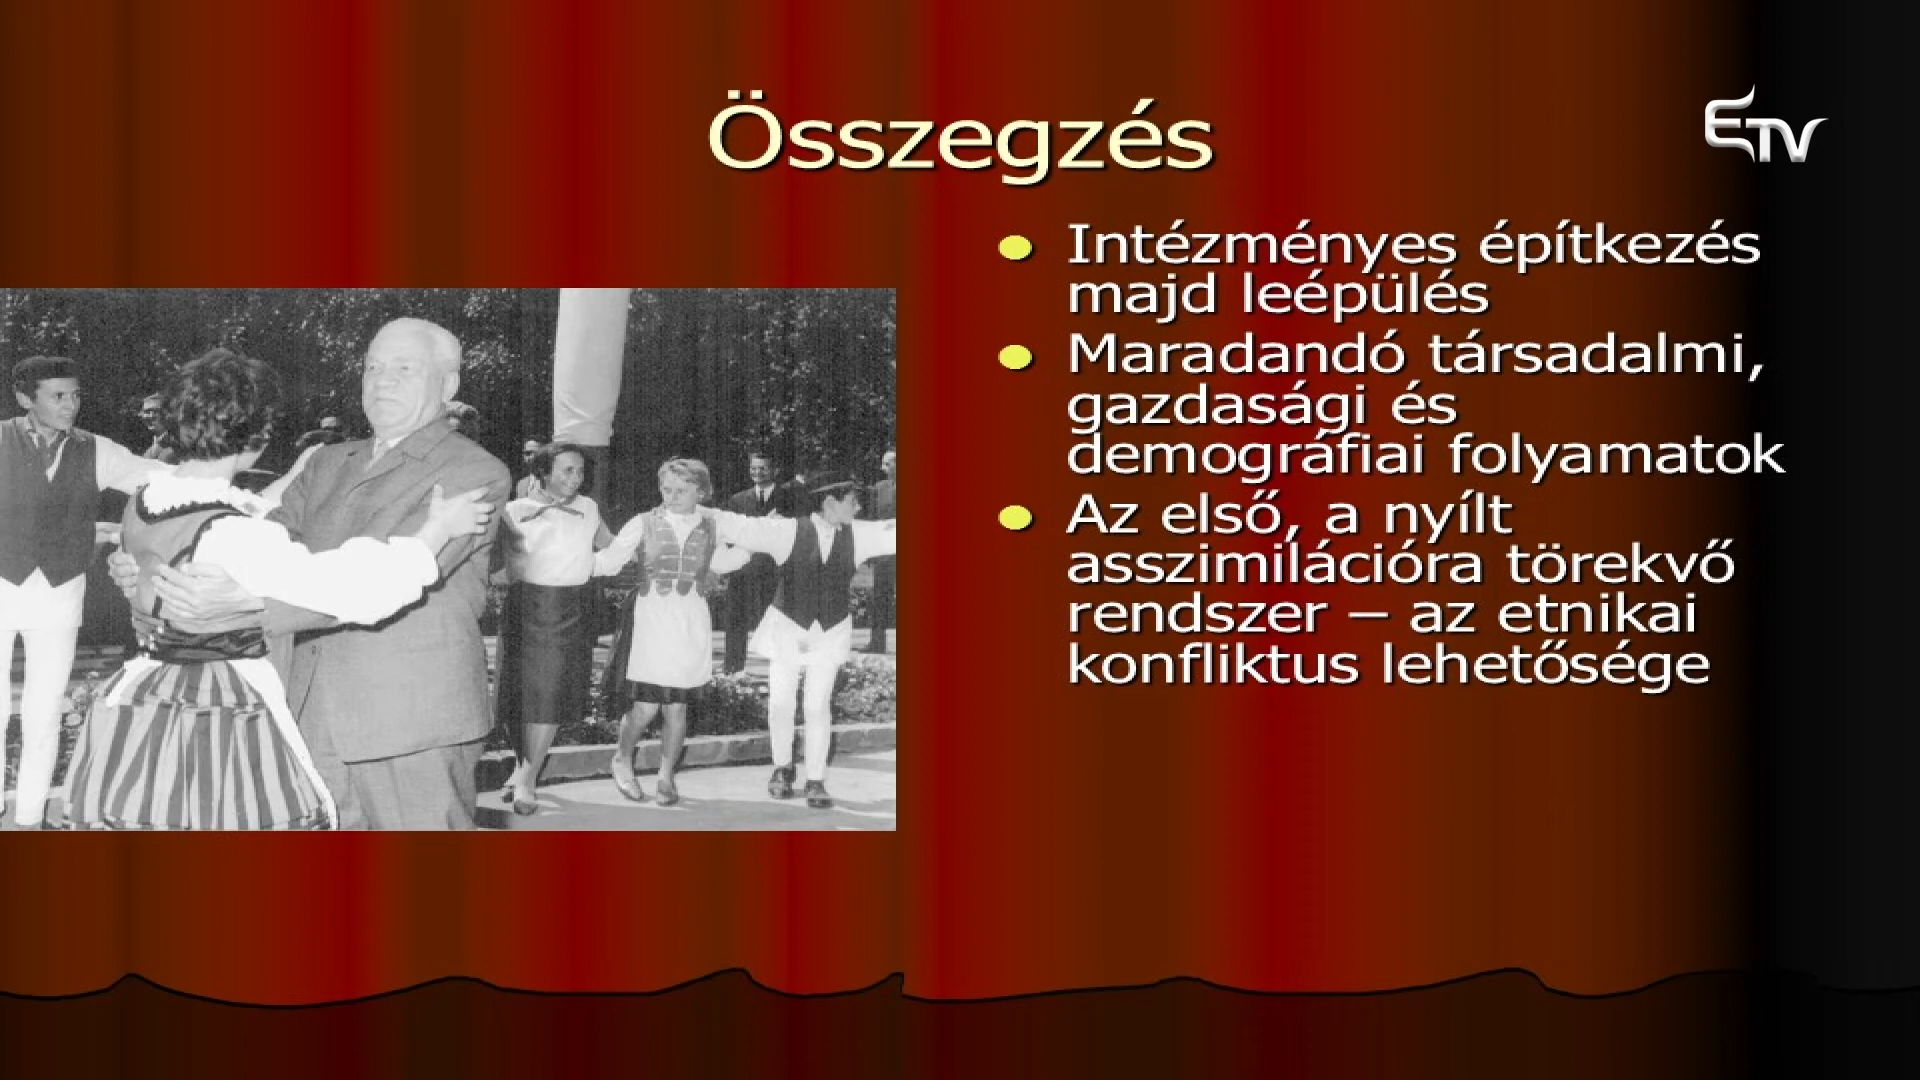 Összegzés
ETV
Intézményes építkezés
majd leépülés
Maradandó társadalmi,
gazdasági és
demográfiai folyamatok
Az első, a nyílt
asszimilációra törekvő
rendszer – az etnikai
konfliktus lehetősége